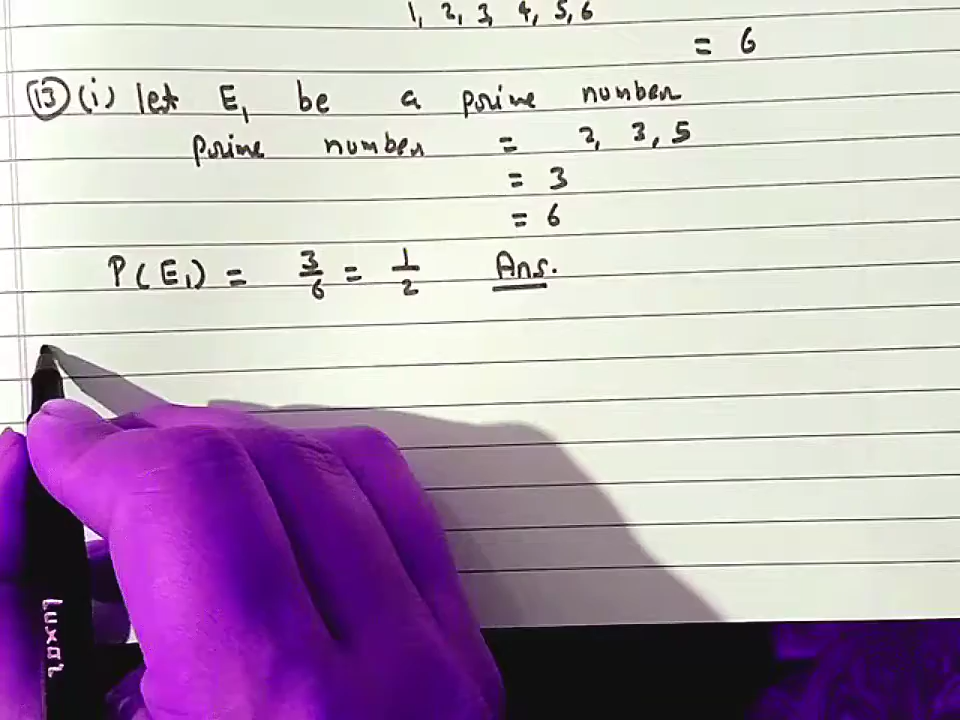 1, 2, 3, 4, 5, 6
= 6
(13) (i) let E₁ be a prime number
prime number = 2, 3, 5
= 3
= 6
P(E₁) = 3/6 = 1/2 Ans.
Luxor